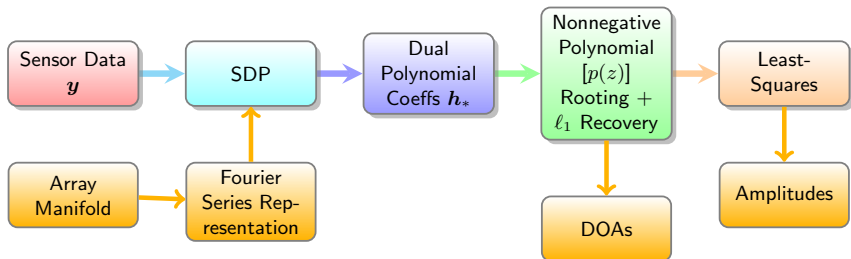 Sensor Data
y
SDP
Dual
Polynomial
Coeffs h*
Nonnegative
Polynomial
[p(z)]
Rooting +
ℓ1 Recovery
Least-
Squares
Array
Manifold
Fourier
Series Rep-
resentation
DOAs
Amplitudes